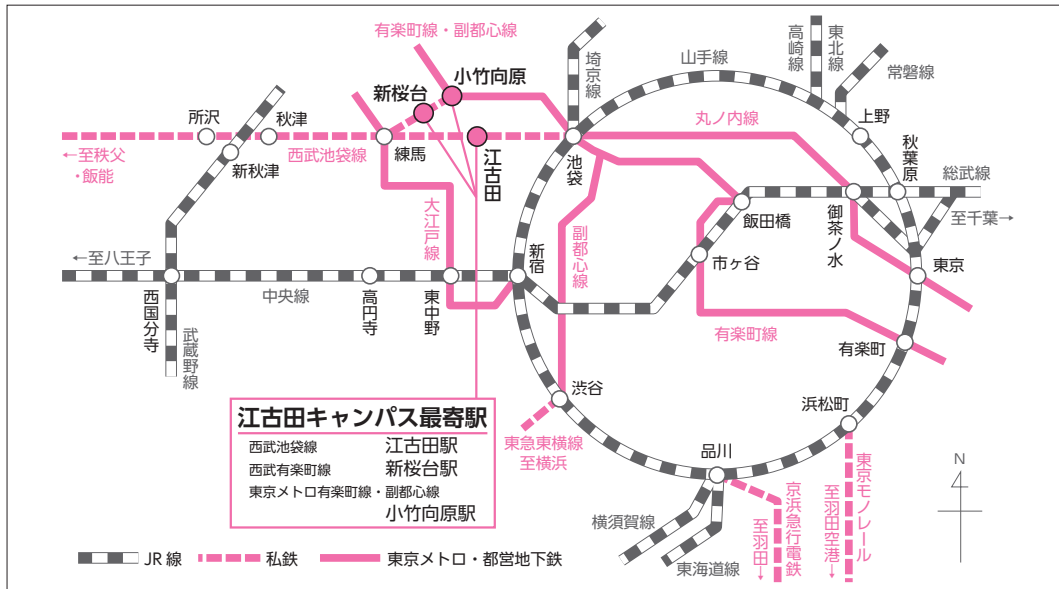 有楽町線・副都心線
小竹向原
新桜台
埼京線
山手線
高崎線
東北線
常磐線
所沢
秋津
←至秩父
・飯能
新秋津
西武池袋線
練馬
江古田
池袋
丸ノ内線
上野
秋葉原
総武線
至千葉→
大江戸線
副都心線
飯田橋
御茶ノ水
市ヶ谷
東京
←至八王子
西国分寺
武蔵野線
中央線
高円寺
東中野
新宿
有楽町線
有楽町
渋谷
浜松町
東急東横線
至横浜
品川
横須賀線
東海道線
京浜急行電鉄
至羽田→
東京モノレール
至羽田空港→
江古田キャンパス最寄駅
西武池袋線 江古田駅
西武有楽町線 新桜台駅
東京メトロ有楽町線・副都心線
小竹向原駅
N
JR線 私鉄 東京メトロ・都営地下鉄